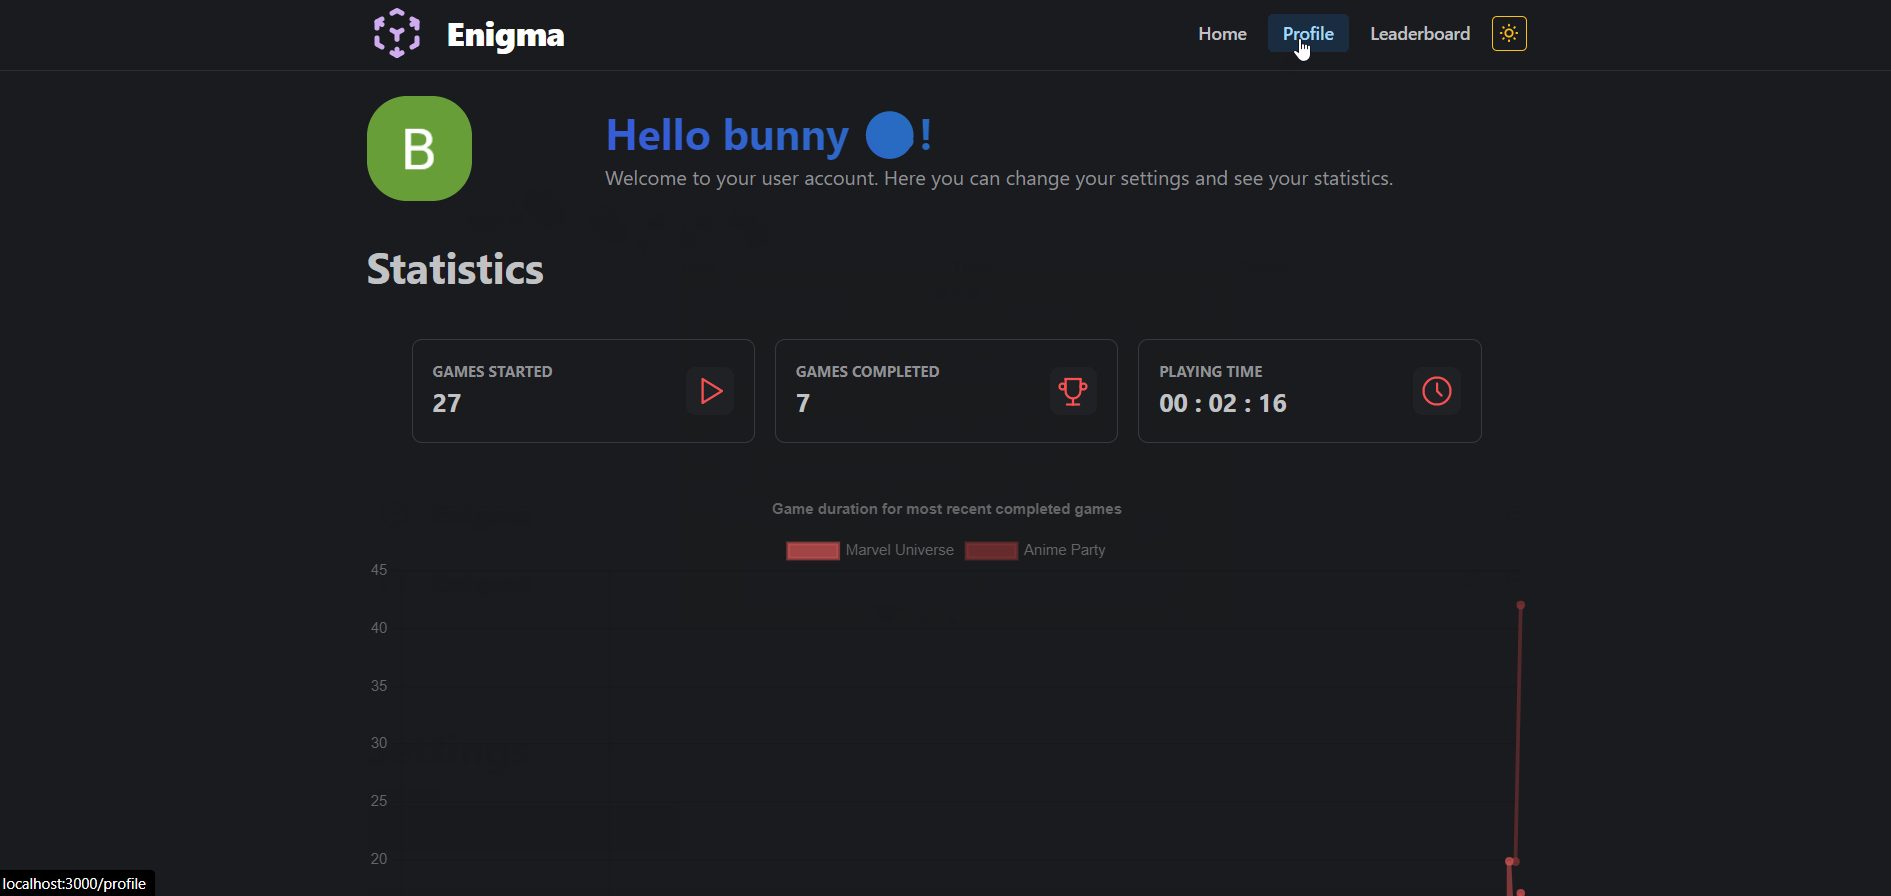 Enigma
Home Profile Leaderboard
B
Hello bunny 🔵!
Welcome to your user account. Here you can change your settings and see your statistics.
Statistics
GAMES STARTED
27
GAMES COMPLETED
7
PLAYING TIME
00 : 02 : 16
Game duration for most recent completed games
Marvel Universe Anime Party
45
40
35
30
25
20
localhost:3000/profile